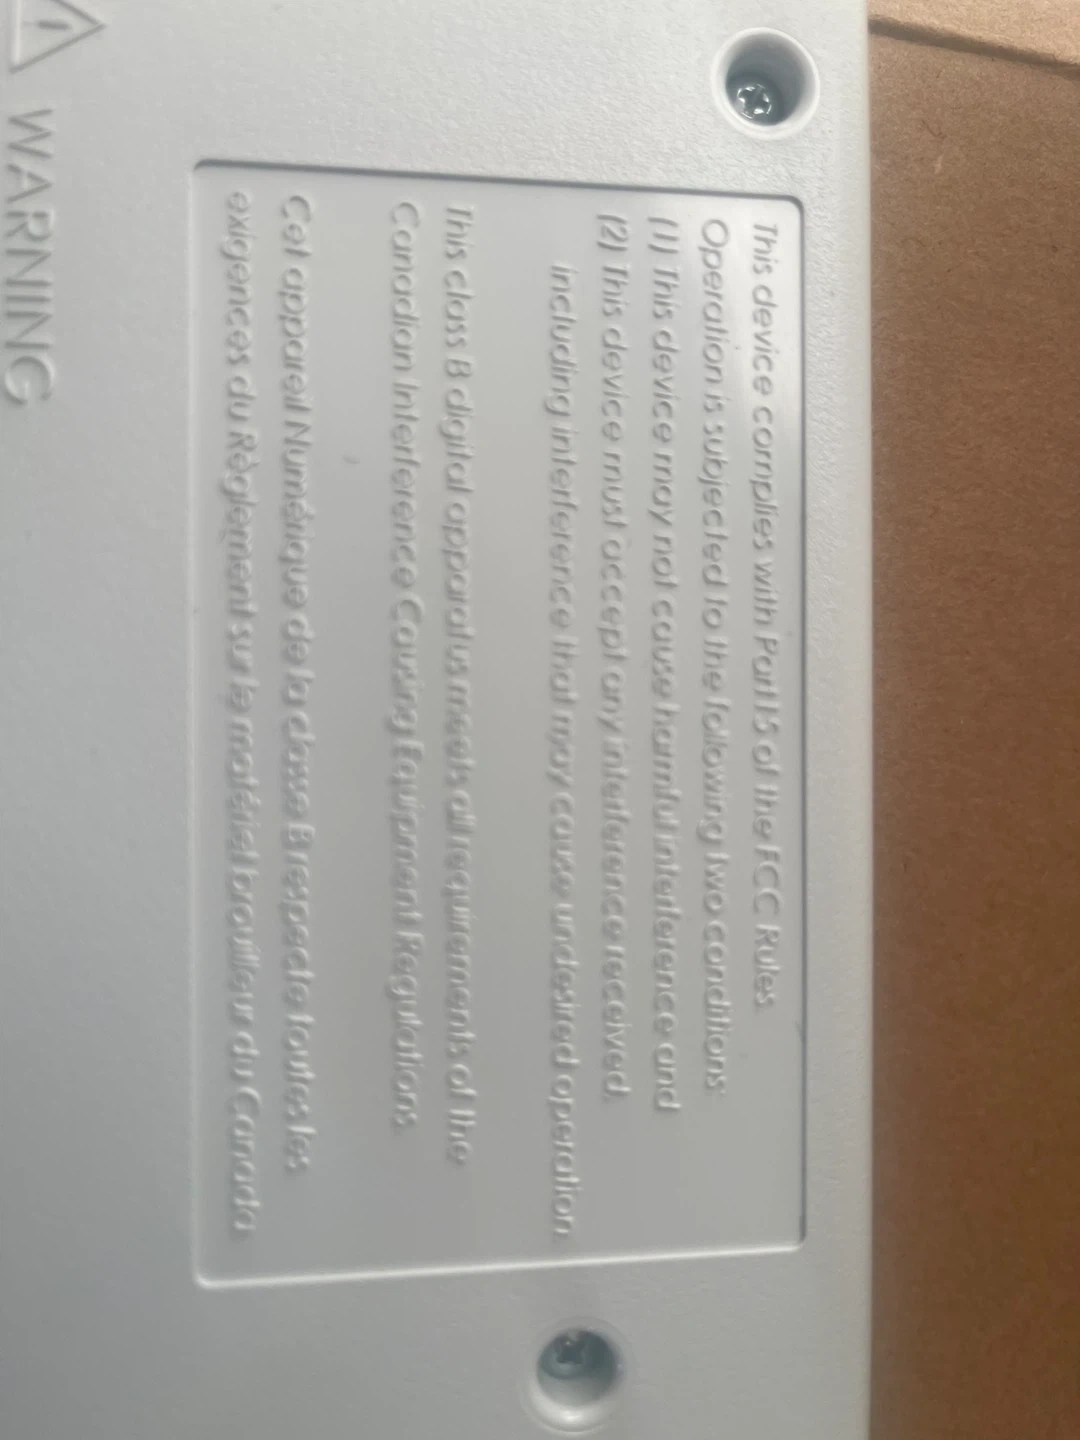 This device complies with Part 15 of the FCC Rules.
Operation is subjected to the following two conditions:
(1) This device may not cause harmful interference and
(2) This device must accept any interference received,
including interference that may cause undesired operation.
This class B digital apparatus meets all requirements of the
Canadian Interference Causing Equipment Regulations.
Cet appareil Numérique de la classe B respecte toutes les
exigences du Règlement sur le matériel brouilleur du Canada.
WARNING